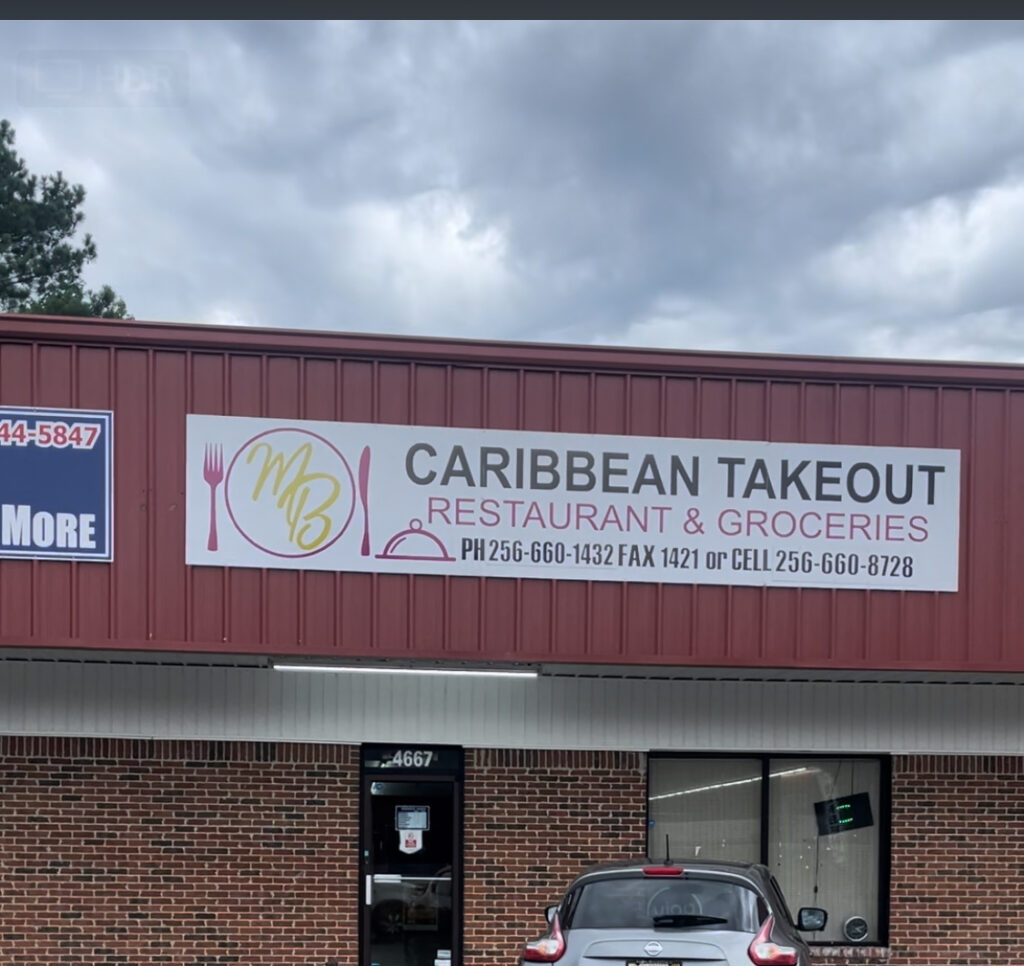 44-5847
MORE
MB
CARIBBEAN TAKEOUT
RESTAURANT & GROCERIES
PH 256-660-1432 FAX 1421 or CELL 256-660-8728
4667